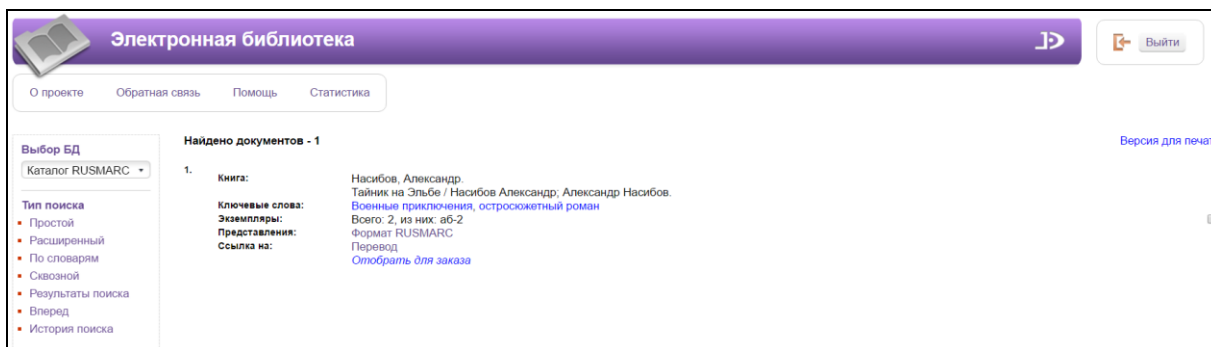 Электронная библиотека
Выйти
О проекте Обратная связь Помощь Статистика
Выбор БД
Каталог RUSMARC
Тип поиска
Простой
Расширенный
По словарям
Сквозной
Результаты поиска
Вперед
История поиска
Найдено документов - 1
Версия для печат
1.
Книга: Насибов, Александр.
Тайник на Эльбе / Насибов Александр; Александр Насибов.
Ключевые слова: Военные приключения, остросюжетный роман
Экземпляры: Всего: 2, из них: аб-2
Представления: Формат RUSMARC
Ссылка на: Перевод
Отобрать для заказа